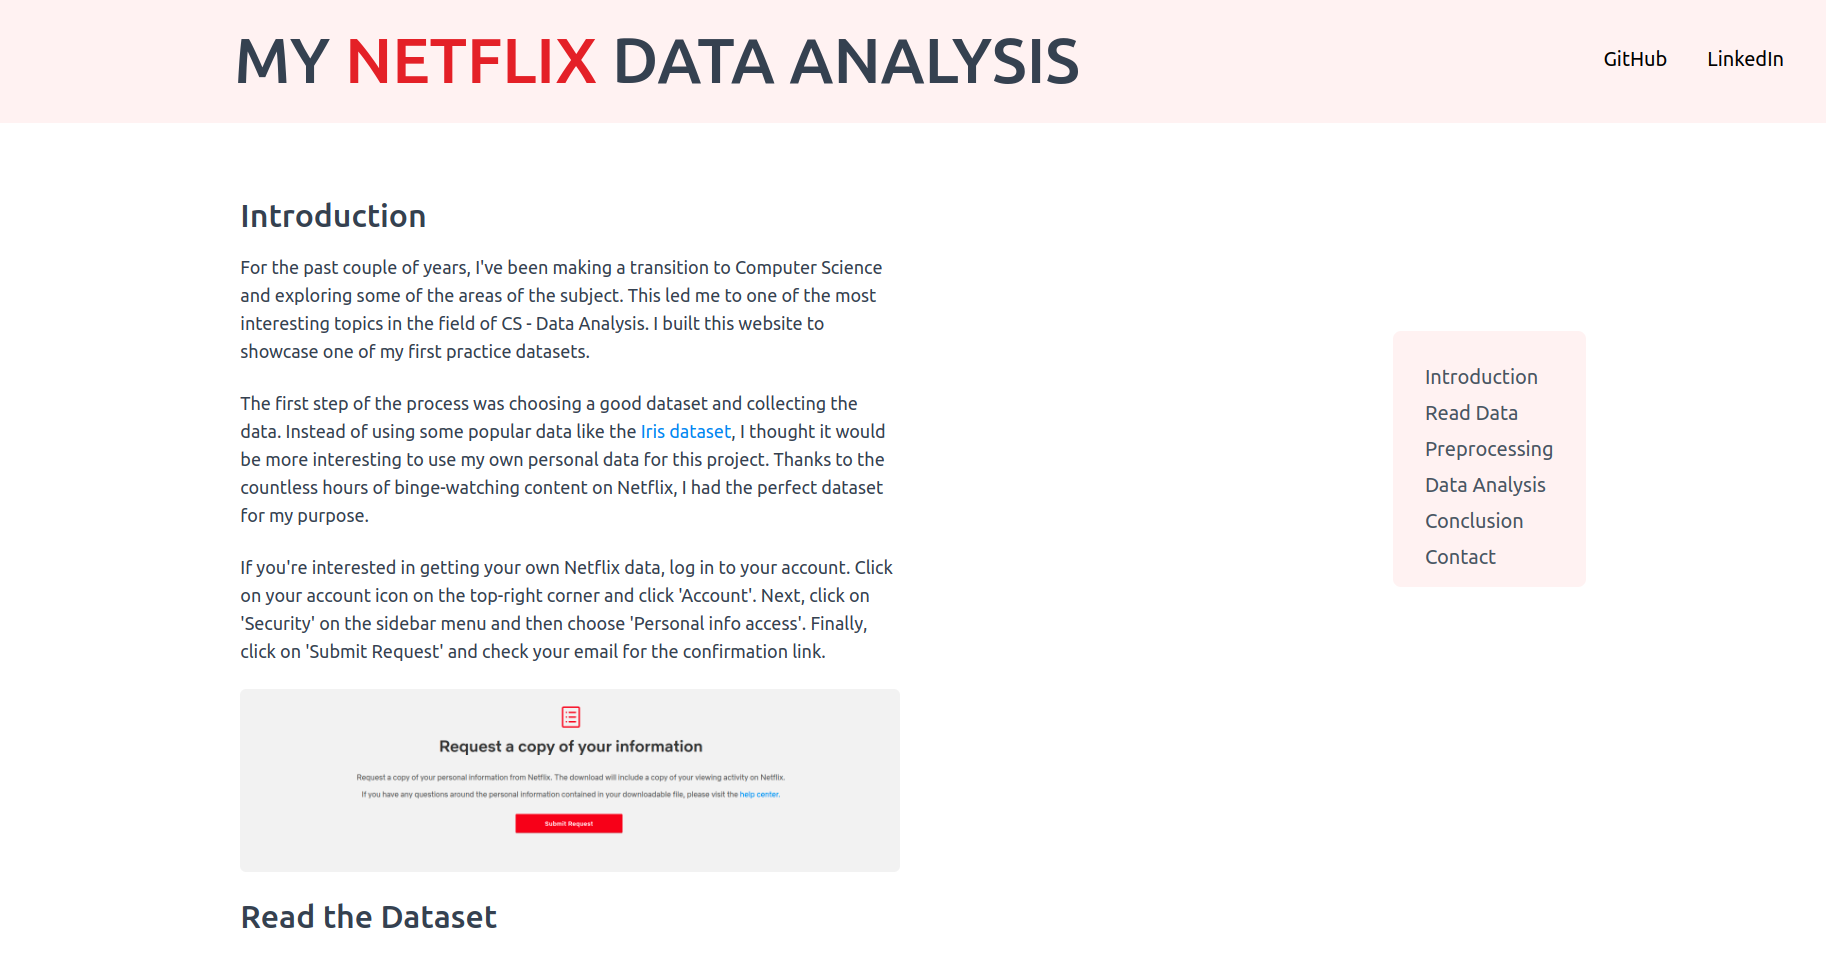 MY NETFLIX DATA ANALYSIS
GitHub
LinkedIn
Introduction
For the past couple of years, I've been making a transition to Computer Science
and exploring some of the areas of the subject. This led me to one of the most
interesting topics in the field of CS - Data Analysis. I built this website to
showcase one of my first practice datasets.
The first step of the process was choosing a good dataset and collecting the
data. Instead of using some popular data like the Iris dataset, I thought it would
be more interesting to use my own personal data for this project. Thanks to the
countless hours of binge-watching content on Netflix, I had the perfect dataset
for my purpose.
If you're interested in getting your own Netflix data, log in to your account. Click
on your account icon on the top-right corner and click 'Account'. Next, click on
'Security' on the sidebar menu and then choose 'Personal info access'. Finally,
click on 'Submit Request' and check your email for the confirmation link.
Request a copy of your information
Request a copy of your personal information from Netflix. The download will include a copy of your viewing activity on Netflix.
If you have any questions around the personal information contained in your downloadable file, please visit the help center.
Submit Request
Read the Dataset
Introduction
Read Data
Preprocessing
Data Analysis
Conclusion
Contact